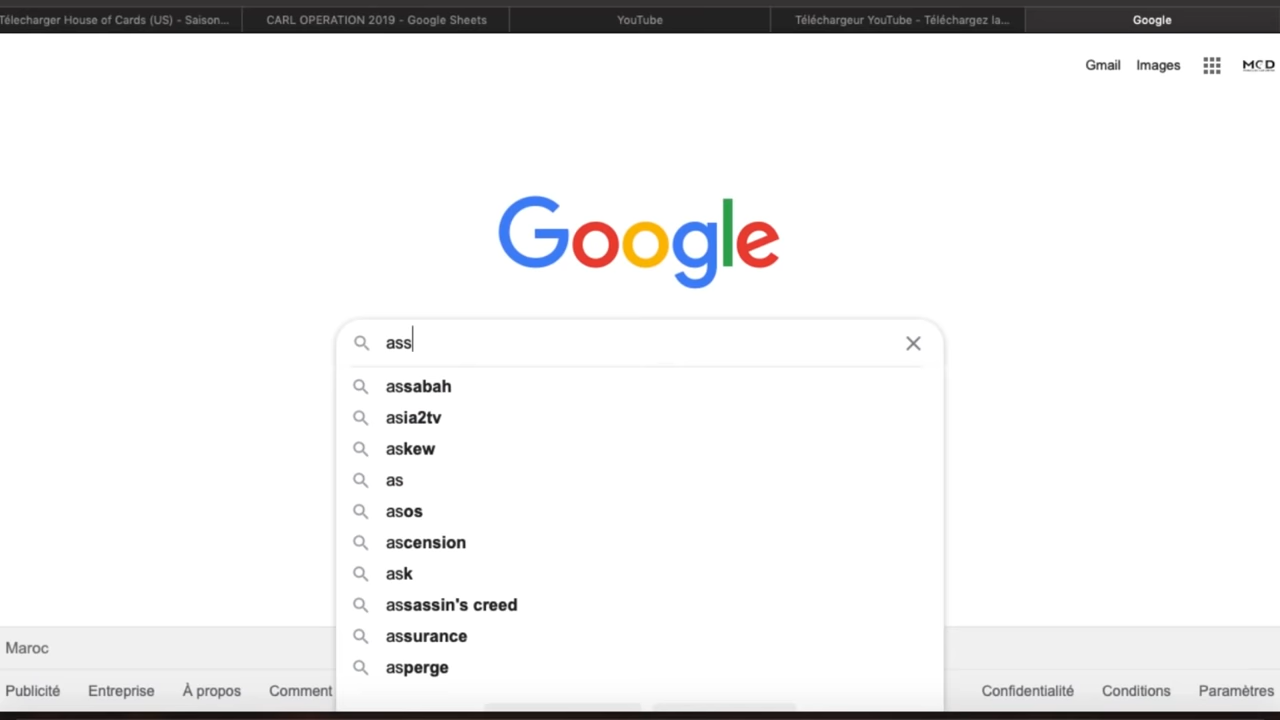 Télecharger House of Cards (US) - Saison...
CARL OPERATION 2019 - Google Sheets
YouTube
Téléchargeur YouTube - Téléchargez la...
Google
Gmail
Images
MCD
Google
ass
assabah
asia2tv
askew
as
asos
ascension
ask
assassin's creed
assurance
asperge
Maroc
Publicité
Entreprise
À propos
Comment
Confidentialité
Conditions
Paramètres